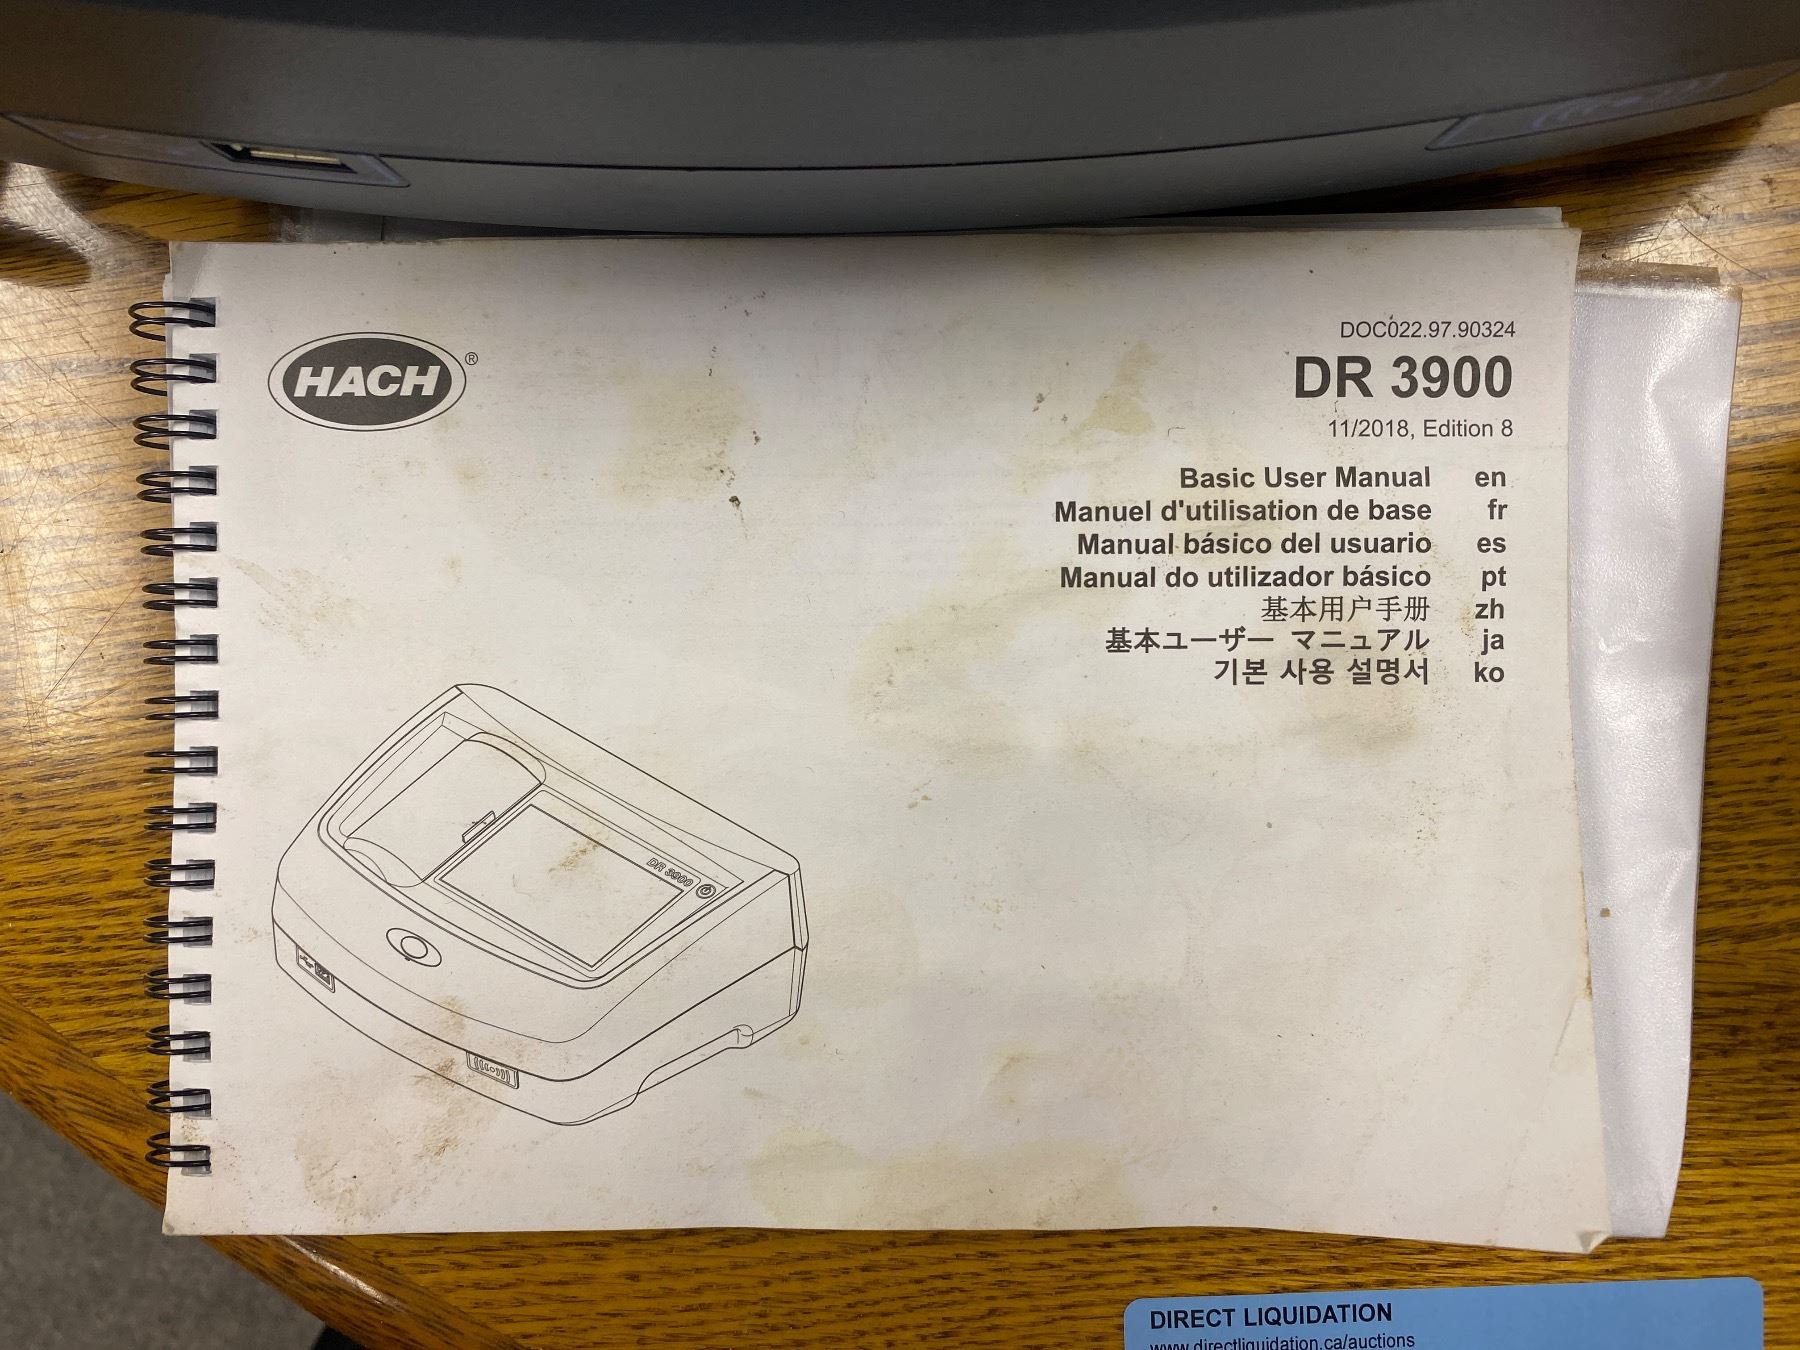 HACH®
DOC022.97.90324
DR 3900
11/2018, Edition 8
Basic User Manual en
Manuel d'utilisation de base fr
Manual básico del usuario es
Manual do utilizador básico pt
基本用户手册 zh
基本ユーザー マニュアル ja
기본 사용 설명서 ko
DR 3900
DIRECT LIQUIDATION
www.directliquidation.ca/auctions